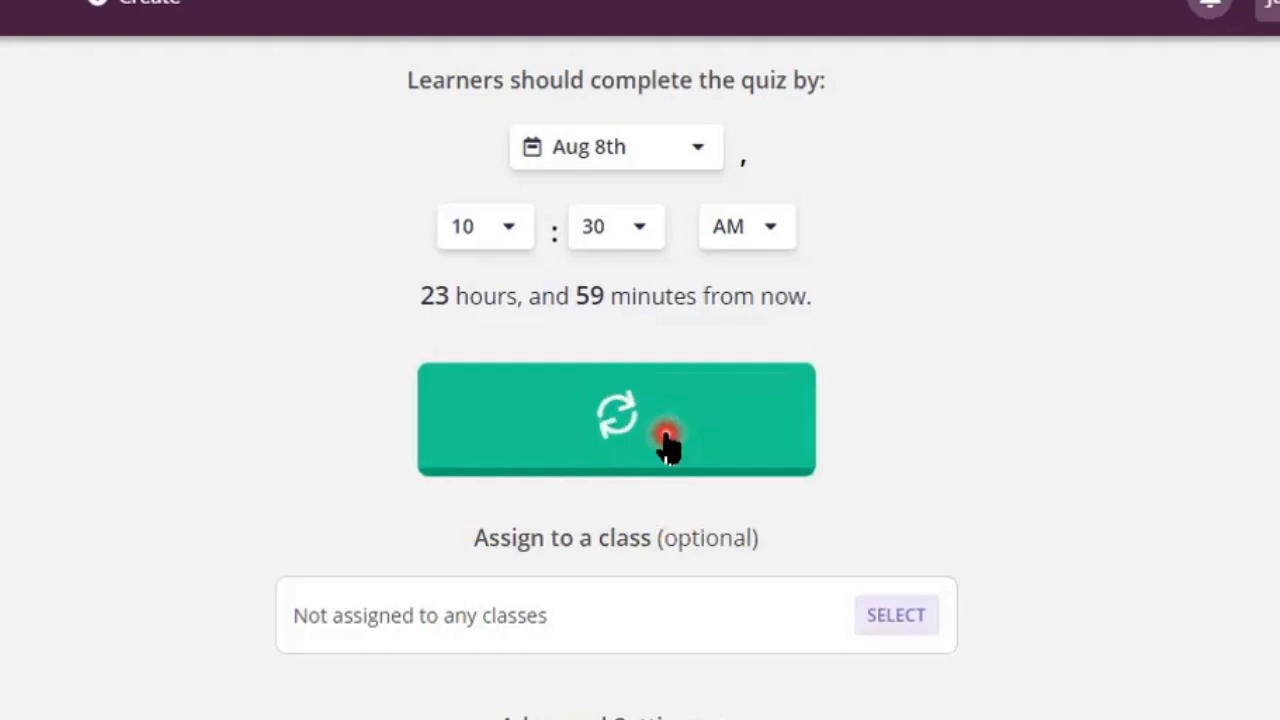 Create
Learners should complete the quiz by:
Aug 8th ,
10 : 30 AM
23 hours, and 59 minutes from now.
Assign to a class (optional)
Not assigned to any classes
SELECT